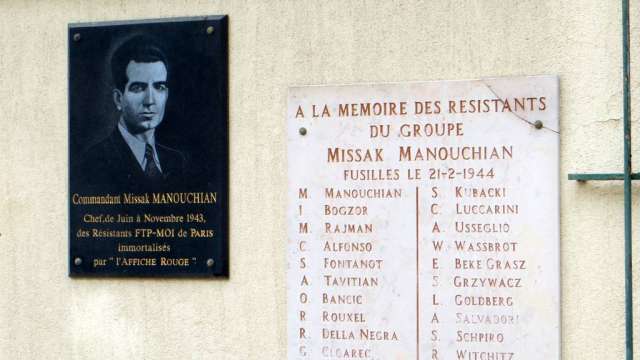 Commandant Missak MANOUCHIAN
Chef, de Juin à Novembre 1943,
des Résistants FTP-MOI de PARIS
immortalisés
par "l'AFFICHE ROUGE".
A LA MEMOIRE DES RESISTANTS
DU GROUPE
MISSAK MANOUCHIAN
FUSILLES LE 21-2-1944
M. MANOUCHIAN
I. BOGZOR
M. RAJMAN
C. ALFONSO
S. FONTANOT
A. TAVITIAN
O. BANCIC
R. ROUXEL
R. DELLA NEGRA
G. CLOAREC
S. KUBACKI
C. LUCCARINI
A. USSEGLIO
W. WASSBROT
E. BEKE GRASZ
S. GRZYWACZ
L. GOLDBERG
A. SALVADORI
S. SCHPIRO
R. WITCHITZ